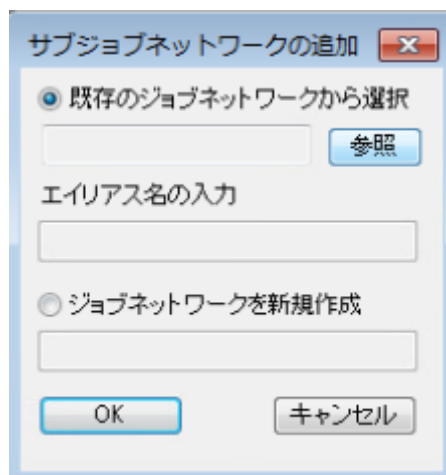 サブジョブネットワークの追加
既存のジョブネットワークから選択
参照
エイリアス名の入力
ジョブネットワークを新規作成
OK キャンセル